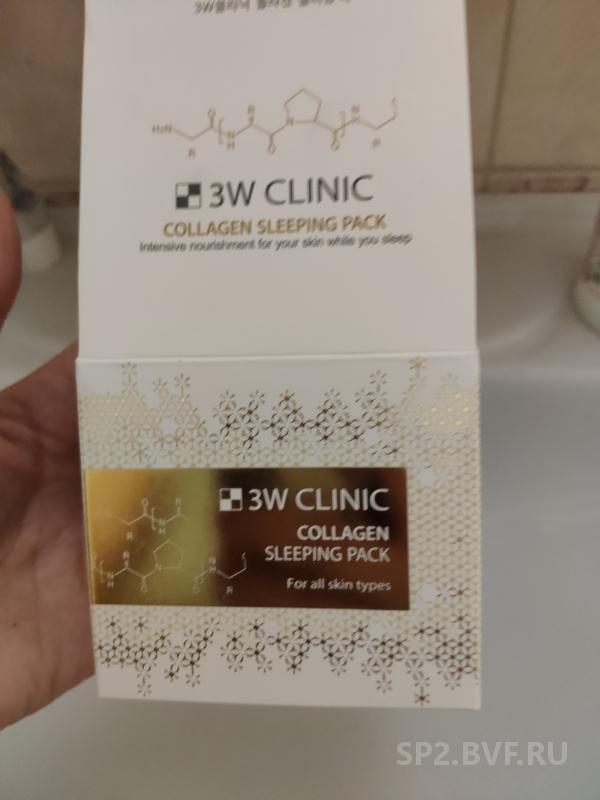 3W CLINIC
COLLAGEN SLEEPING PACK
Intensive nourishment for your skin while you sleep
3W CLINIC
COLLAGEN
SLEEPING PACK
For all skin types
SP2.BVF.RU